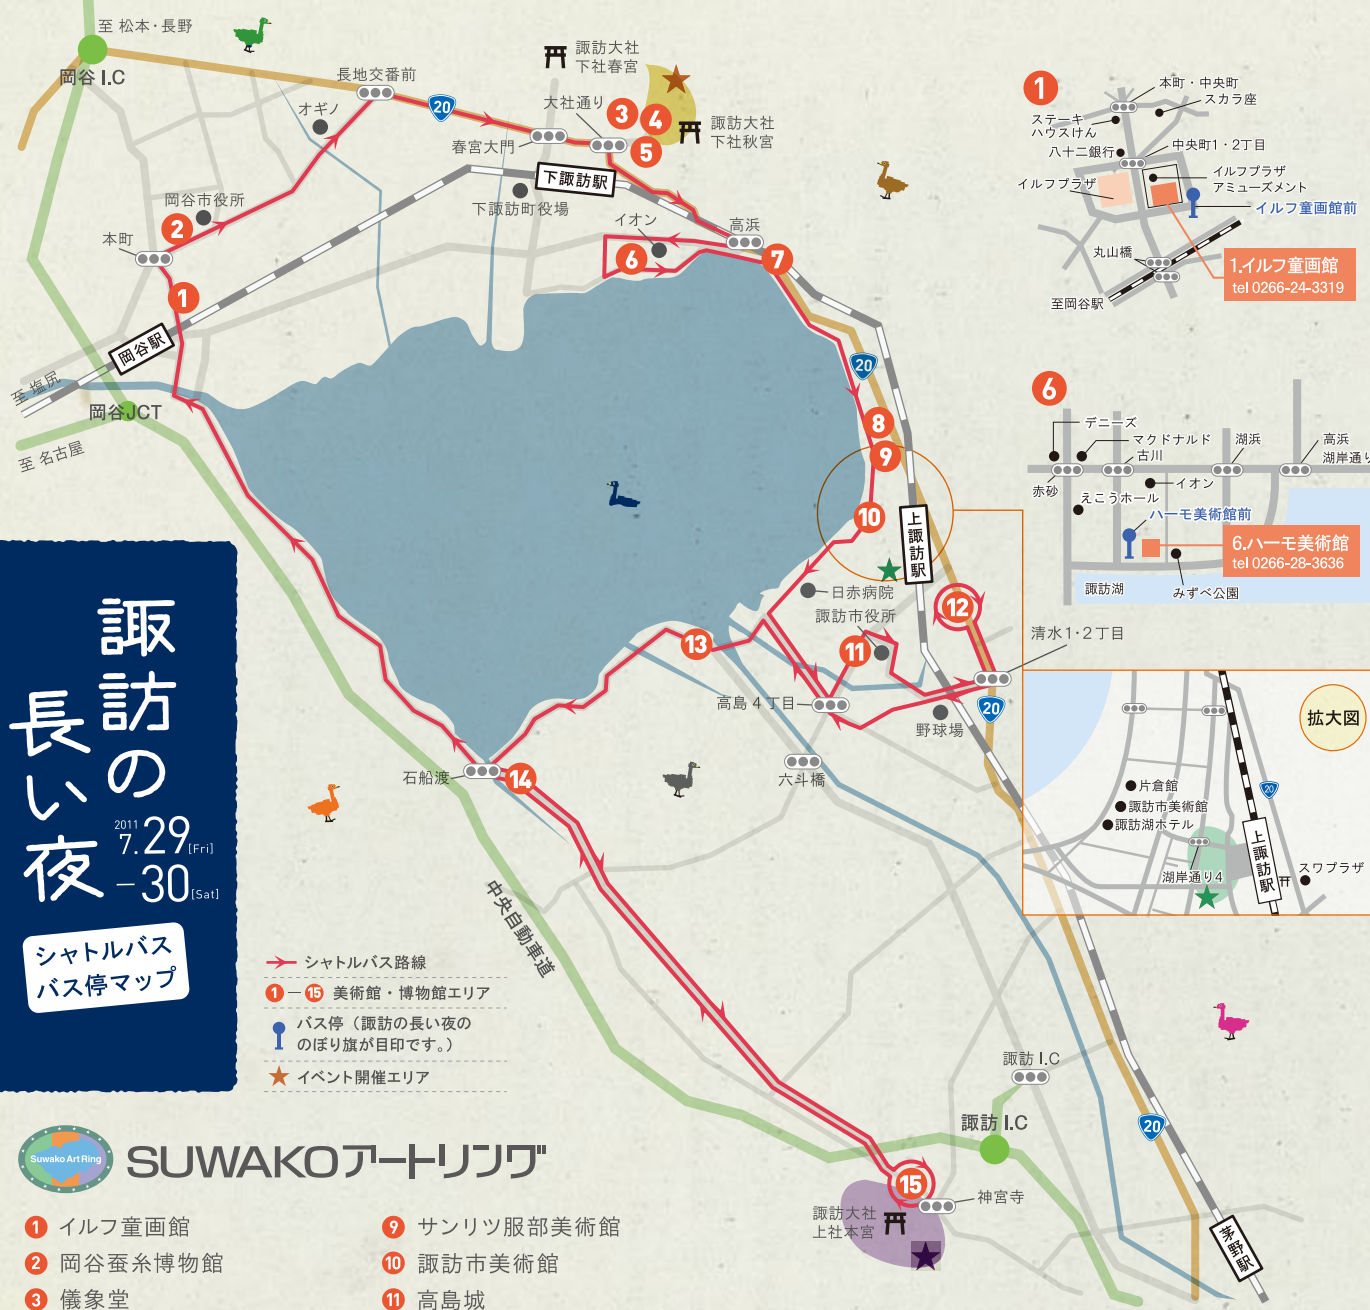 至 松本・長野
岡谷 I.C
長地交番前
オギノ
20
諏訪大社
下社春宮
大社通り
3
4
5
諏訪大社
下社秋宮
春宮大門
下諏訪駅
下諏訪町役場
岡谷市役所
2
本町
1
イオン
6
高浜
7
岡谷駅
至 塩尻
岡谷JCT
至 名古屋
20
8
9
10
上諏訪駅
日赤病院
諏訪市役所
12
11
13
清水1・2丁目
高島 4 丁目
20
野球場
六斗橋
石船渡
14
中央自動車道
諏訪 I.C
諏訪 I.C
20
15
神宮寺
諏訪大社
上社本宮
茅野駅
1
本町・中央町
スカラ座
ステーキ
ハウスけん
八十二銀行
中央町1・2丁目
イルフプラザ
イルフプラザ
アミューズメント
イルフ童画館前
丸山橋
至岡谷駅
1.イルフ童画館
tel 0266-24-3319
6
デニーズ
マクドナルド
古川
湖浜
高浜
湖岸通り
赤砂
イオン
えこうホール
ハーモ美術館前
6.ハーモ美術館
tel 0266-28-3636
諏訪湖
みずべ公園
拡大図
20
片倉館
諏訪市美術館
諏訪湖ホテル
上諏訪駅
湖岸通り4
スワプラザ
諏訪の
長い夜
2011
7.29[Fri]
–30[Sat]
シャトルバス
バス停マップ
シャトルバス路線
1–15 美術館・博物館エリア
バス停（諏訪の長い夜の
のぼり旗が目印です。）
イベント開催エリア
Suwako Art Ring
SUWAKOアートリング
1 イルフ童画館
2 岡谷蚕糸博物館
3 儀象堂
9 サンリツ服部美術館
10 諏訪市美術館
11 高島城